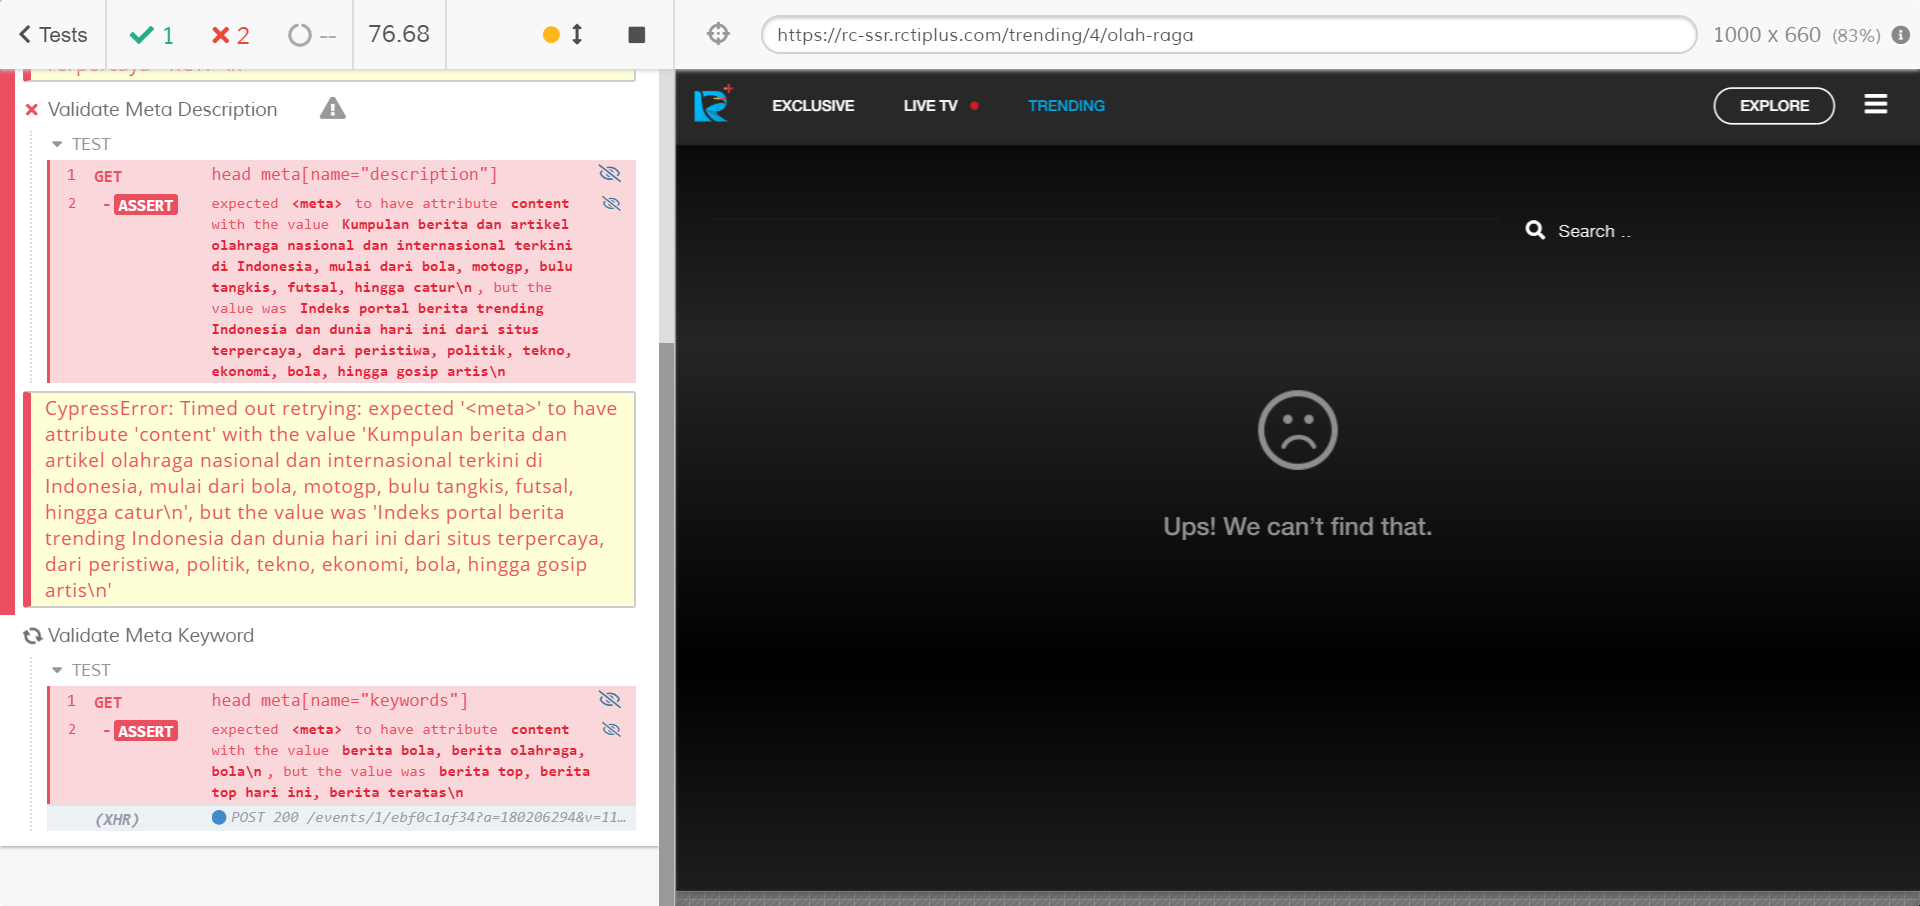 Tests
1
2
--
76.68
https://rc-ssr.rctiplus.com/trending/4/olah-raga
1000 x 660 (83%)
Validate Meta Description
TEST
1 GET head meta[name="description"]
2 - ASSERT expected <meta> to have attribute content
with the value Kumpulan berita dan artikel
olahraga nasional dan internasional terkini
di Indonesia, mulai dari bola, motogp, bulu
tangkis, futsal, hingga catur\n , but the
value was Indeks portal berita trending
Indonesia dan dunia hari ini dari situs
terpercaya, dari peristiwa, politik, tekno,
ekonomi, bola, hingga gosip artis\n
CypressError: Timed out retrying: expected '<meta>' to have
attribute 'content' with the value 'Kumpulan berita dan
artikel olahraga nasional dan internasional terkini di
Indonesia, mulai dari bola, motogp, bulu tangkis, futsal,
hingga catur\n', but the value was 'Indeks portal berita
trending Indonesia dan dunia hari ini dari situs terpercaya,
dari peristiwa, politik, tekno, ekonomi, bola, hingga gosip
artis\n'
Validate Meta Keyword
TEST
1 GET head meta[name="keywords"]
2 - ASSERT expected <meta> to have attribute content
with the value berita bola, berita olahraga,
bola\n , but the value was berita top, berita
top hari ini, berita teratas\n
(XHR) POST 200 /events/1/ebf0c1af34?a=180206294&v=11…
EXCLUSIVE
LIVE TV
TRENDING
EXPLORE
Search ..
Ups! We can't find that.